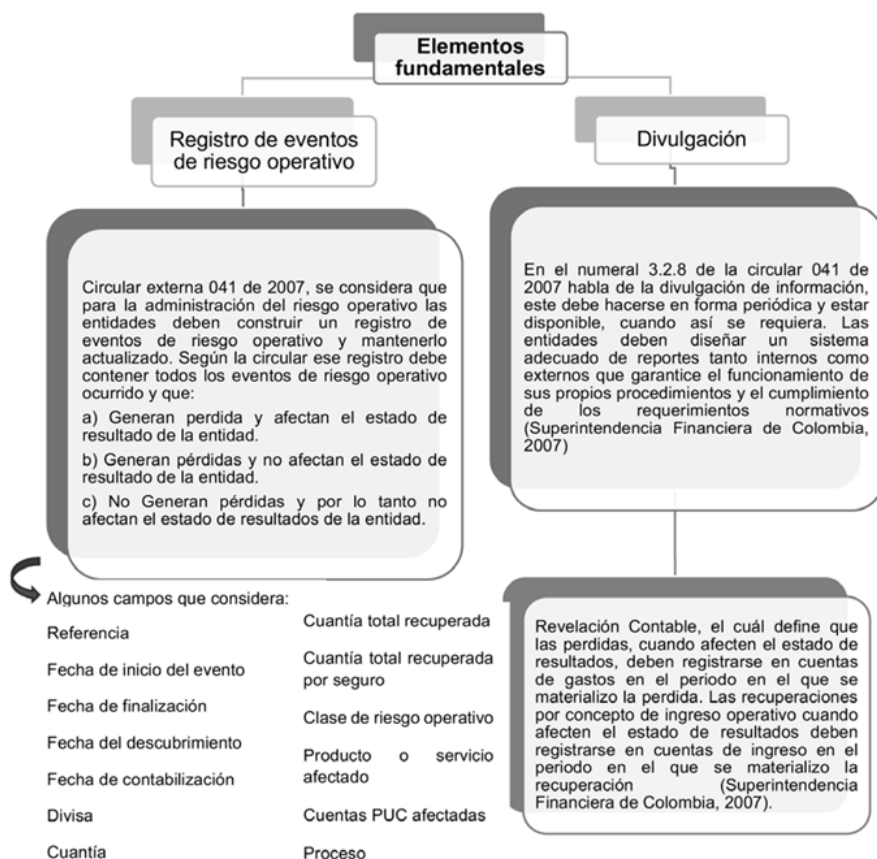 Elementos
fundamentales
Registro de eventos
de riesgo operativo
Circular externa 041 de 2007, se considera que
para la administración del riesgo operativo las
entidades deben construir un registro de
eventos de riesgo operativo y mantenerlo
actualizado. Según la circular ese registro debe
contener todos los eventos de riesgo operativo
ocurrido y que:
a) Generan perdida y afectan el estado de
resultado de la entidad.
b) Generan pérdidas y no afectan el estado de
resultado de la entidad.
c) No Generan pérdidas y por lo tanto no
afectan el estado de resultados de la entidad.
Algunos campos que considera:
Referencia
Fecha de inicio del evento
Fecha de finalización
Fecha del descubrimiento
Fecha de contabilización
Divisa
Cuantía
Cuantía total recuperada
Cuantía total recuperada
por seguro
Clase de riesgo operativo
Producto o servicio
afectado
Cuentas PUC afectadas
Proceso
Divulgación
En el numeral 3.2.8 de la circular 041 de
2007 habla de la divulgación de información,
este debe hacerse en forma periódica y estar
disponible, cuando así se requiera. Las
entidades deben diseñar un sistema
adecuado de reportes tanto internos como
externos que garantice el funcionamiento de
sus propios procedimientos y el cumplimiento
de los requerimientos normativos
(Superintendencia Financiera de Colombia,
2007)
Revelación Contable, el cuál define que
las perdidas, cuando afecten el estado de
resultados, deben registrarse en cuentas
de gastos en el periodo en el que se
materializo la perdida. Las recuperaciones
por concepto de ingreso operativo cuando
afecten el estado de resultados deben
registrarse en cuentas de ingreso en el
periodo en el que se materializo la
recuperación (Superintendencia
Financiera de Colombia, 2007).